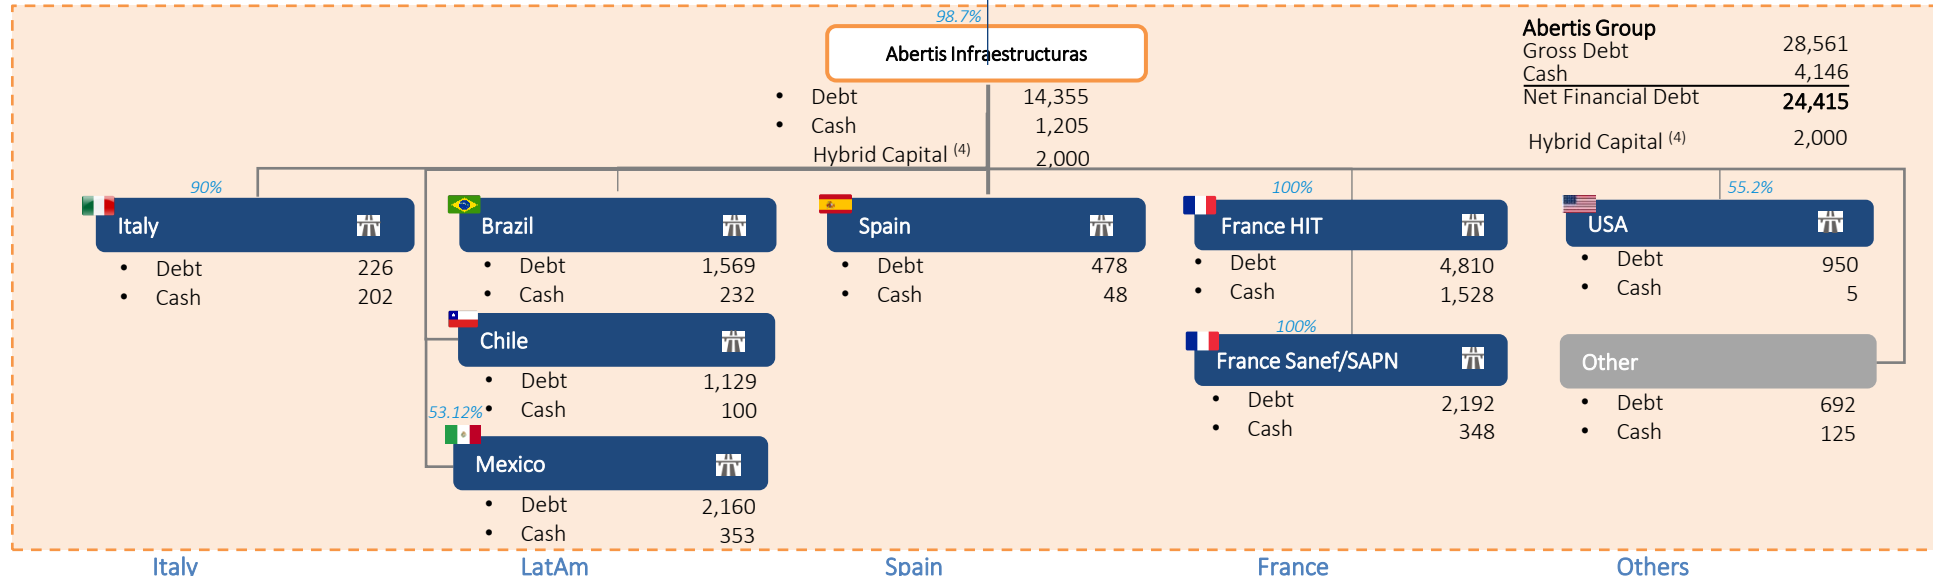 98.7%
Abertis Infraestructuras
• Debt 14,355
• Cash 1,205
Hybrid Capital (4) 2,000
Abertis Group
Gross Debt 28,561
Cash 4,146
Net Financial Debt 24,415
Hybrid Capital (4) 2,000
90%
Italy
• Debt 226
• Cash 202
Brazil
• Debt 1,569
• Cash 232
Chile
• Debt 1,129
• Cash 100
53.12%
Mexico
• Debt 2,160
• Cash 353
Spain
• Debt 478
• Cash 48
100%
France HIT
• Debt 4,810
• Cash 1,528
100%
France Sanef/SAPN
• Debt 2,192
• Cash 348
55.2%
USA
• Debt 950
• Cash 5
Other
• Debt 692
• Cash 125
Italy LatAm Spain France Others